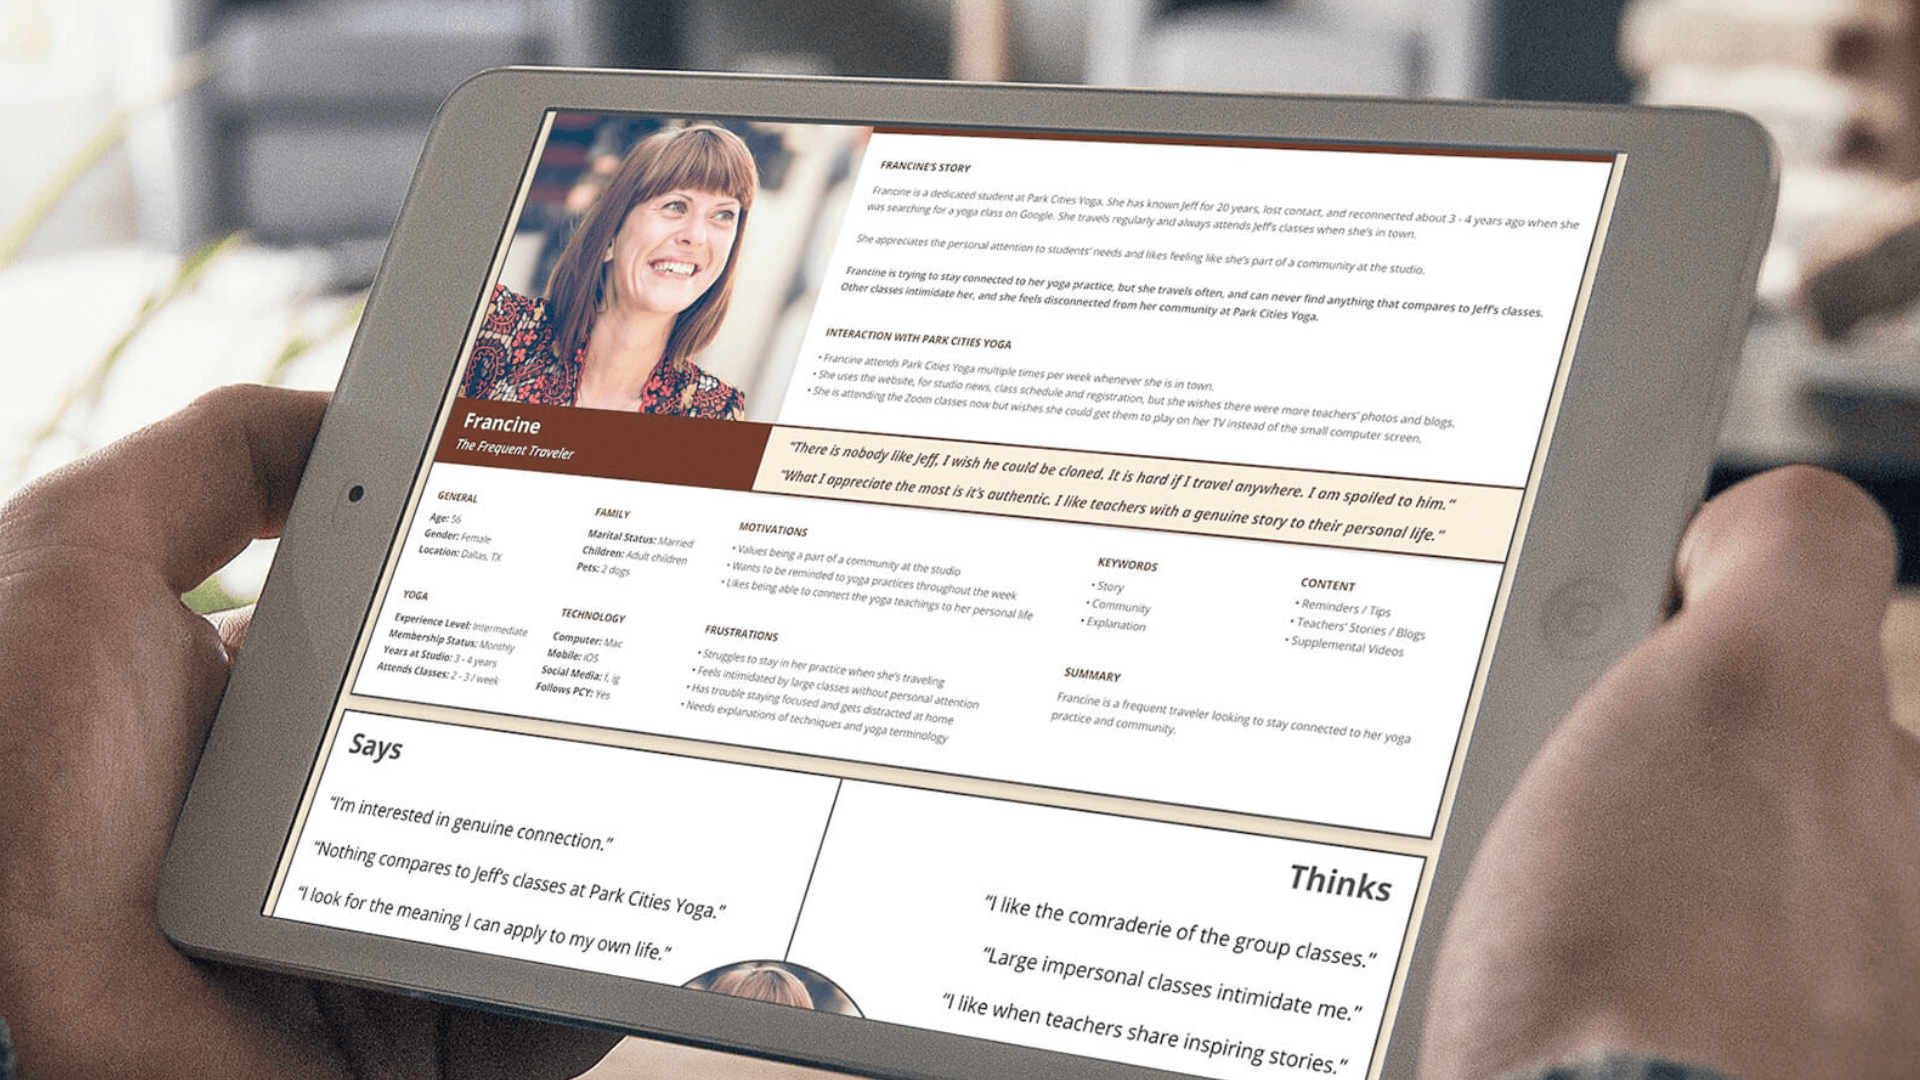 FRANCINE'S STORY
Francine is a dedicated student at Park Cities Yoga. She has known Jeff for 20 years, lost contact, and reconnected about 3 - 4 years ago when she
was searching for a yoga class on Google. She travels regularly and always attends Jeff's classes when she's in town.
She appreciates the personal attention to students' needs and likes feeling like she's part of a community at the studio.
Francine is trying to stay connected to her yoga practice, but she travels often, and can never find anything that compares to Jeff's classes.
Other classes intimidate her, and she feels disconnected from her community at Park Cities Yoga.
INTERACTION WITH PARK CITIES YOGA
• Francine attends Park Cities Yoga multiple times per week whenever she is in town.
• She uses the website, for studio news, class schedule and registration, but she wishes there were more teachers' photos and blogs.
• She is attending the Zoom classes now but wishes she could get them to play on her TV instead of the small computer screen.
Francine
The Frequent Traveler
"There is nobody like Jeff, I wish he could be cloned. It is hard if I travel anywhere. I am spoiled to him."
"What I appreciate the most is it's authentic. I like teachers with a genuine story to their personal life."
GENERAL
Age: 56
Gender: Female
Location: Dallas, TX
FAMILY
Marital Status: Married
Children: Adult children
Pets: 2 dogs
YOGA
Experience Level: Intermediate
Membership Status: Monthly
Years at Studio: 3 - 4 years
Attends Classes: 2 - 3 / week
TECHNOLOGY
Computer: Mac
Mobile: iOS
Social Media: f, ig
Follows PCY: Yes
MOTIVATIONS
• Values being a part of a community at the studio
• Wants to be reminded to yoga practices throughout the week
• Likes being able to connect the yoga teachings to her personal life
FRUSTRATIONS
• Struggles to stay in her practice when she's traveling
• Feels intimidated by large classes without personal attention
• Has trouble staying focused and gets distracted at home
• Needs explanations of techniques and yoga terminology
KEYWORDS
• Story
• Community
• Explanation
CONTENT
• Reminders / Tips
• Teachers' Stories / Blogs
• Supplemental Videos
SUMMARY
Francine is a frequent traveler looking to stay connected to her yoga
practice and community.
Says
"I'm interested in genuine connection."
"Nothing compares to Jeff's classes at Park Cities Yoga."
"I look for the meaning I can apply to my own life."
Thinks
"I like the comraderie of the group classes."
"Large impersonal classes intimidate me."
"I like when teachers share inspiring stories."